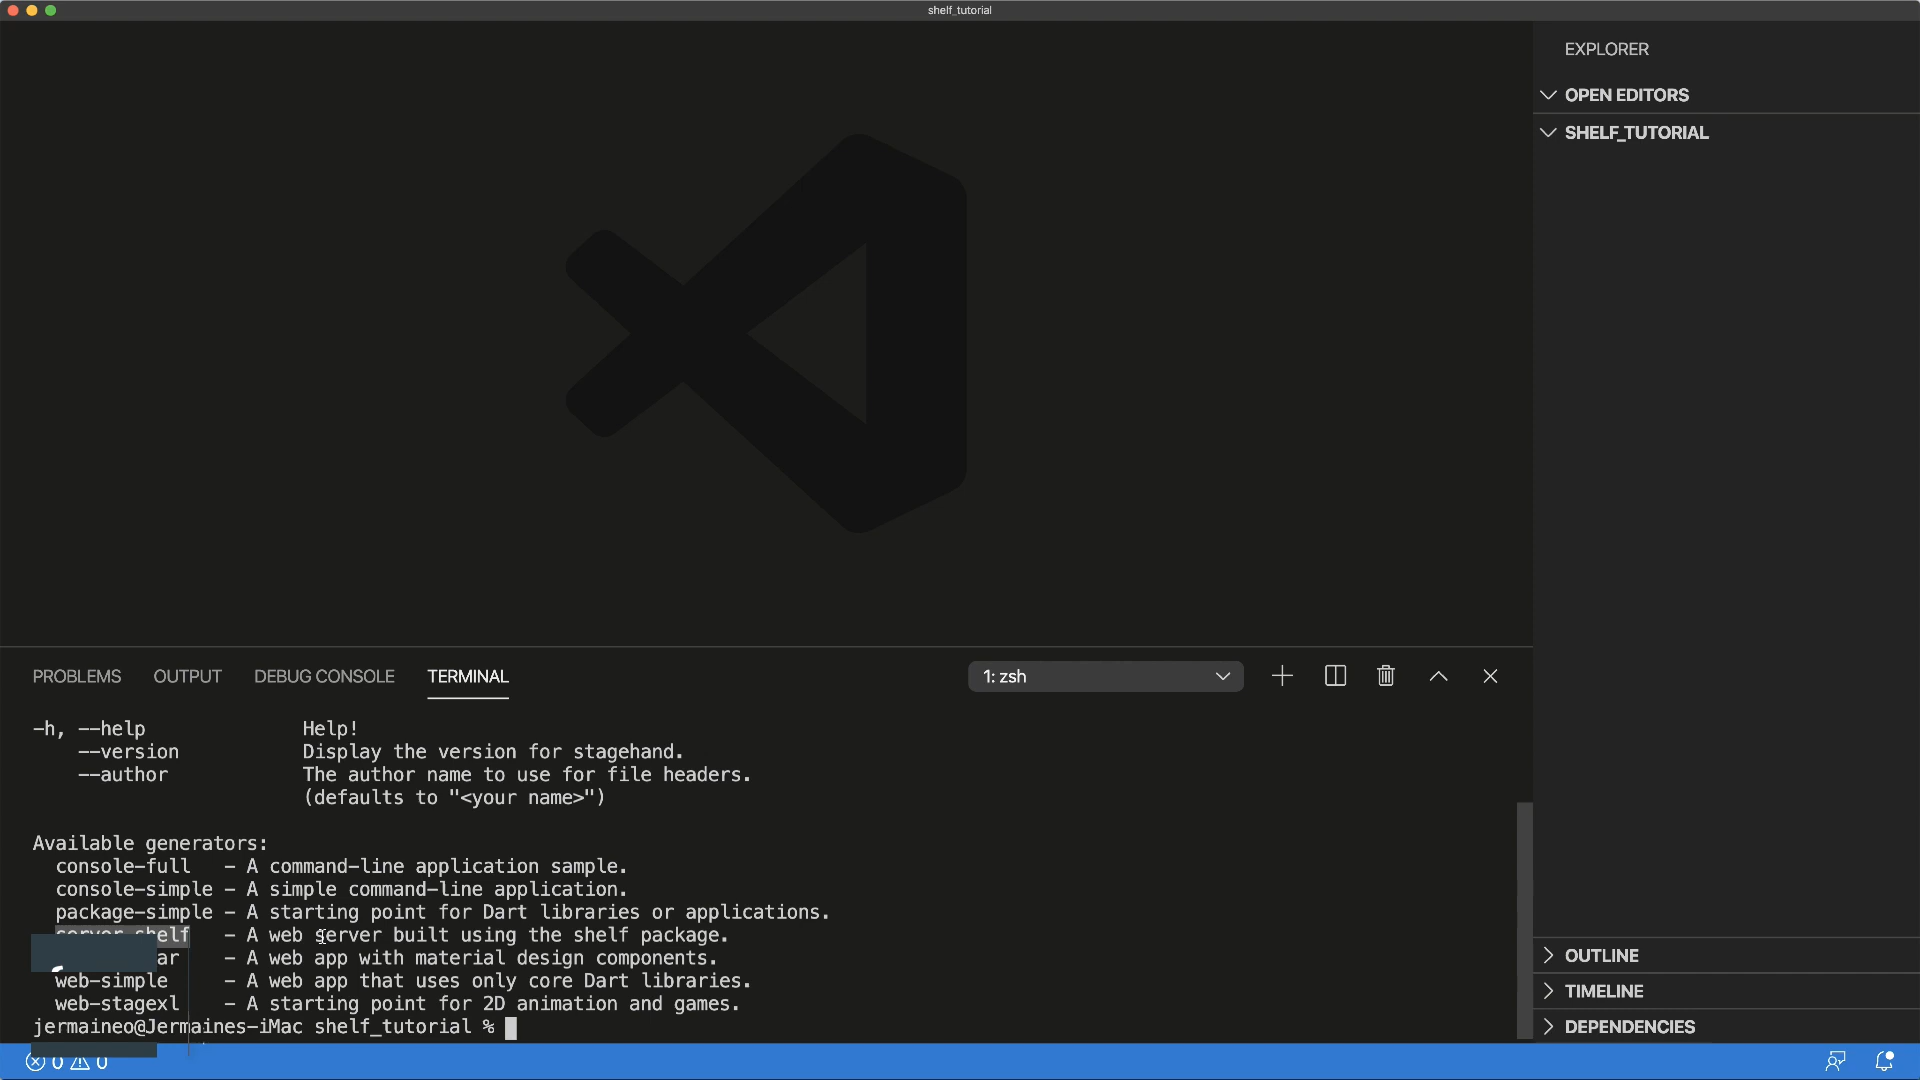 shelf_tutorial
EXPLORER
OPEN EDITORS
SHELF_TUTORIAL
PROBLEMS OUTPUT DEBUG CONSOLE TERMINAL
1: zsh
-h, --help Help!
--version Display the version for stagehand.
--author The author name to use for file headers.
(defaults to "<your name>")
Available generators:
console-full - A command-line application sample.
console-simple - A simple command-line application.
package-simple - A starting point for Dart libraries or applications.
server-shelf - A web server built using the shelf package.
ar - A web app with material design components.
web-simple - A web app that uses only core Dart libraries.
web-stagexl - A starting point for 2D animation and games.
jermaineo@Jermaines-iMac shelf_tutorial %
OUTLINE
TIMELINE
DEPENDENCIES
0 0